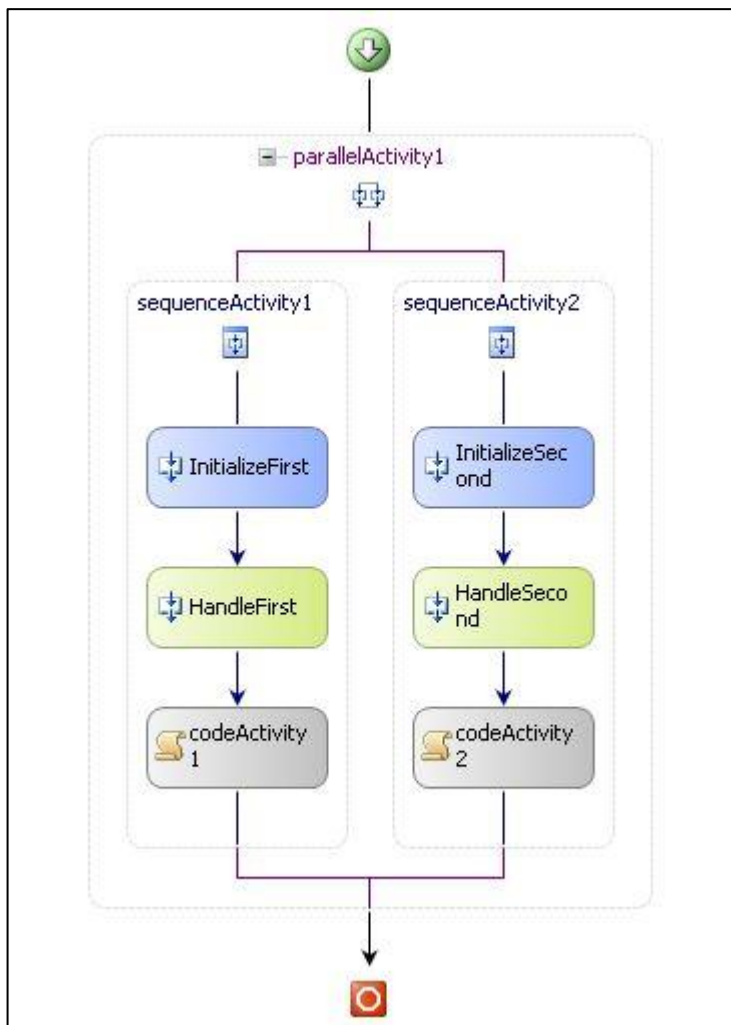 parallelActivity1
sequenceActivity1
sequenceActivity2
InitializeFirst
InitializeSec
ond
HandleFirst
HandleSeco
nd
codeActivity
1
codeActivity
2